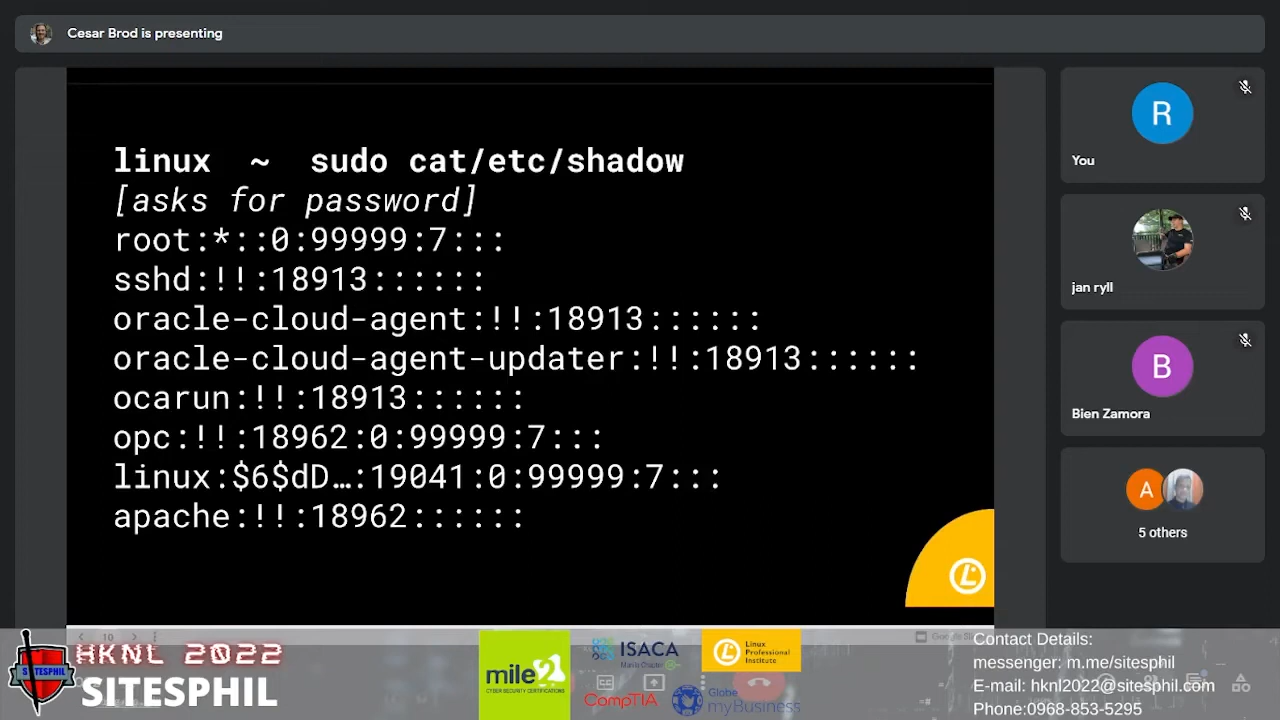 Cesar Brod is presenting
linux ~ sudo cat/etc/shadow
[asks for password]
root:*::0:99999:7:::
sshd:!!:18913::::::
oracle-cloud-agent:!!:18913::::::
oracle-cloud-agent-updater:!!:18913::::::
ocarun:!!:18913::::::
opc:!!:18962:0:99999:7:::
linux:$6$dD…:19041:0:99999:7:::
apache:!!:18962::::::
R
You
jan ryll
B
Bien Zamora
A
5 others
10
SITESPHIL
HKNL 2022
SITESPHIL
mile2
CYBER SECURITY CERTIFICATIONS
ISACA
Manila Chapter
CompTIA
Linux
Professional
Institute
Globe
myBusiness
Contact Details:
messenger: m.me/sitesphil
E-mail: hknl2022@sitesphil.com
Phone:0968-853-5295